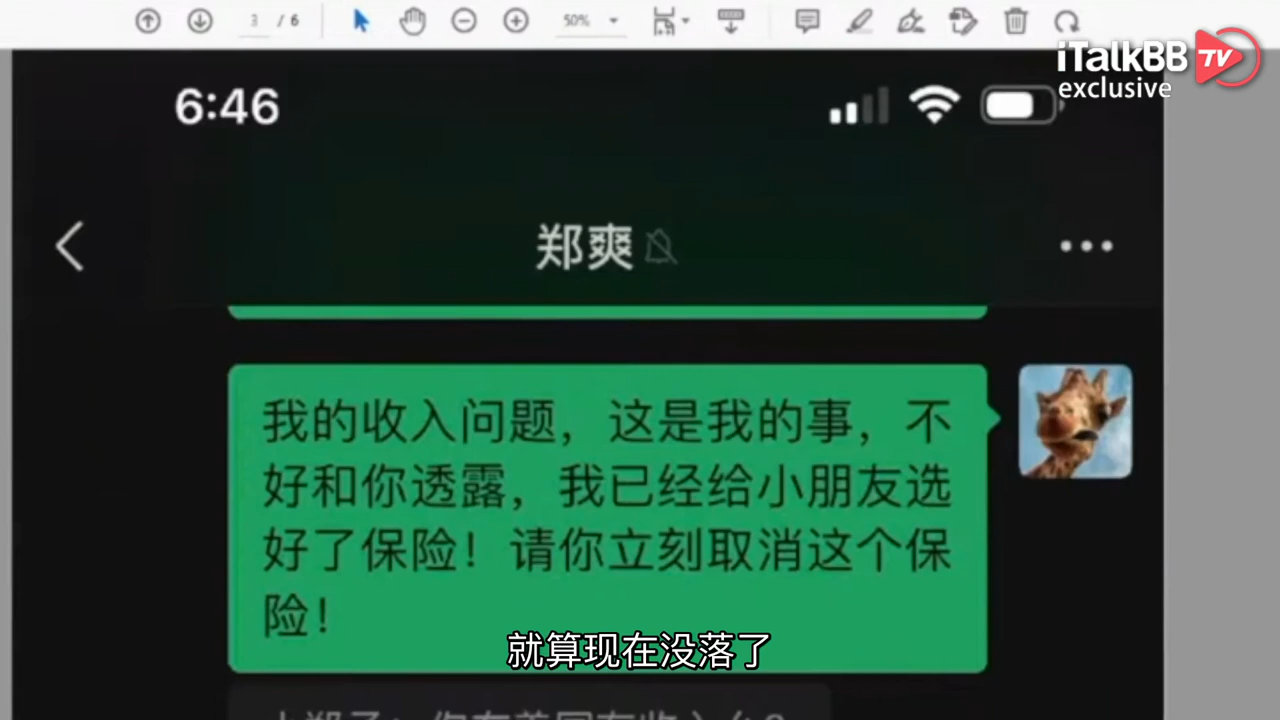 3 / 6
50%
iTalkBB TV
exclusive
6:46
郑爽
我的收入问题，这是我的事，不
好和你透露，我已经给小朋友选
好了保险！请你立刻取消这个保
险！
就算现在没落了